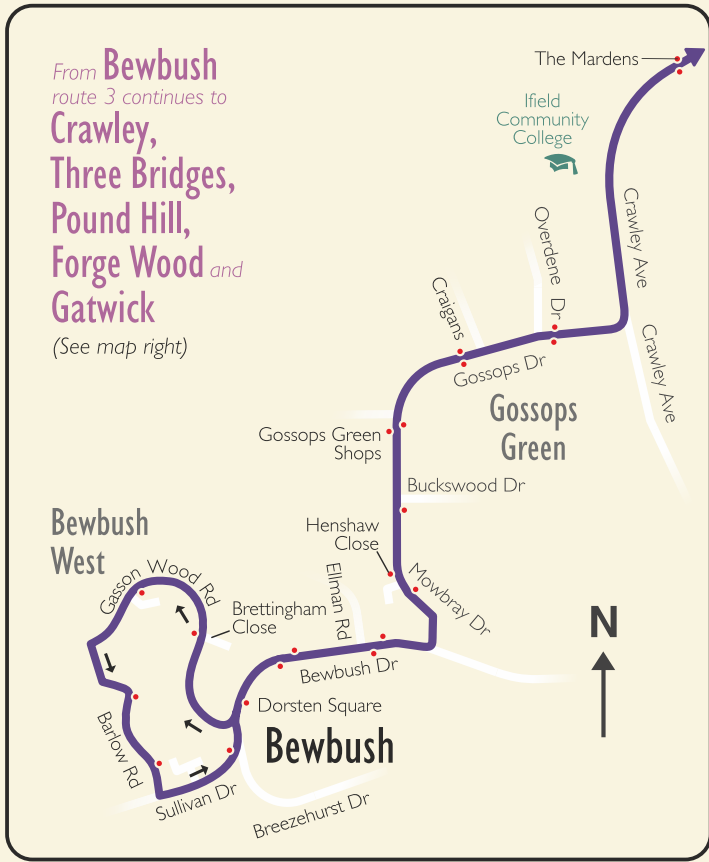 From Bewbush
route 3 continues to
Crawley,
Three Bridges,
Pound Hill,
Forge Wood and
Gatwick
(See map right)
The Mardens
Ifield
Community
College
Crawley Ave
Overdene Dr
Craigans
Gossops Dr
Crawley Ave
Gossops
Green
Gossops Green
Shops
Buckswood Dr
Henshaw
Close
Mowbray Dr
Bewbush
West
Gasson Wood Rd
Brettingham
Close
Ellman Rd
Bewbush Dr
N
Dorsten Square
Bewbush
Barlow Rd
Sullivan Dr
Breezehurst Dr